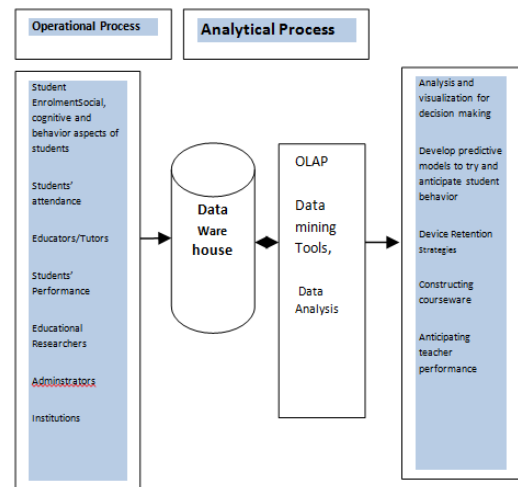 Operational Process
Analytical Process
Student
EnrolmentSocial,
cognitive and
behavior aspects of
students
Students'
attendance
Educators/Tutors
Students'
Performance
Educational
Researchers
Adminstrators
Institutions
Data
Ware
house
OLAP
Data
mining
Tools,
Data
Analysis
Analysis and
visualization for
decision making
Develop predictive
models to try and
anticipate student
behavior
Device Retention
Strategies
Constructing
courseware
Anticipating
teacher
performance